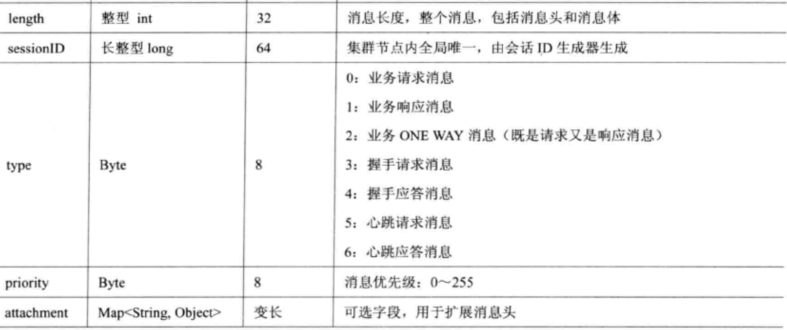 length 整型 int 32 消息长度，整个消息，包括消息头和消息体
sessionID 长整型 long 64 集群节点内全局唯一，由会话 ID 生成器生成
0：业务请求消息
1：业务响应消息
2：业务 ONE WAY 消息（既是请求又是响应消息）
type Byte 8 3：握手请求消息
4：握手应答消息
5：心跳请求消息
6：心跳应答消息
priority Byte 8 消息优先级：0～255
attachment Map<String, Object> 变长 可选字段，用于扩展消息头